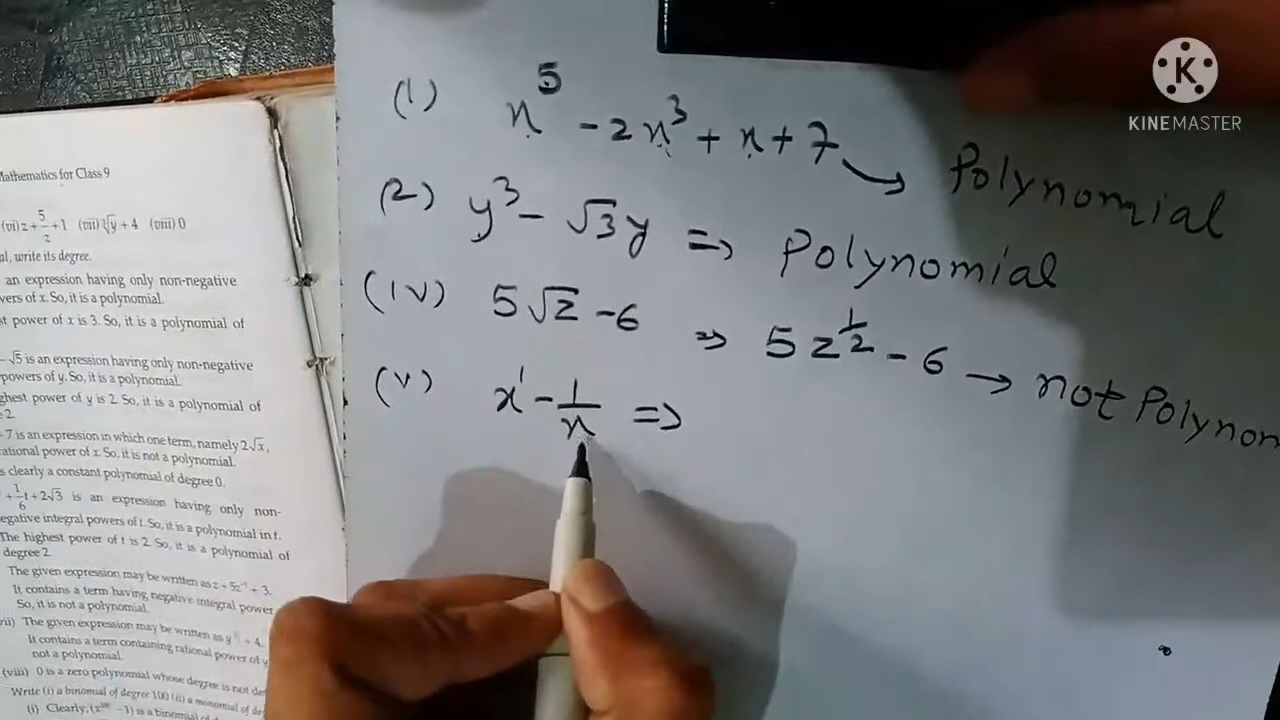 Mathematics for Class 9
(vi) z + 5/z + 1 (vii) ∛y + 4 (viii) 0
al, write its degree.
an expression having only non-negative
vers of x. So, it is a polynomial.
st power of x is 3. So, it is a polynomial of
– √5 is an expression having only non-negative
powers of y. So, it is a polynomial.
ghest power of y is 2. So, it is a polynomial of
e 2.
– 7 is an expression in which one term, namely 2√x,
rational power of x. So, it is not a polynomial.
s clearly a constant polynomial of degree 0.
+ 1/6 t + 2√3 is an expression having only non-
egative integral powers of t. So, it is a polynomial in t.
The highest power of t is 2. So, it is a polynomial of
degree 2.
The given expression may be written as z + 5z⁻¹ + 3.
It contains a term having negative integral power
So, it is not a polynomial.
vii) The given expression may be written as y + 4.
It contains a term containing rational power of y
not a polynomial.
(viii) 0 is a zero polynomial whose degree is not de
Write (i) a binomial of degree 100 (ii) a monomial of de
(i) Clearly, (x¹⁰⁰ – 1) is a binomial of d
KINEMASTER
(1) x⁵ - 2x³ + x + 7 → Polynomial
(2) y³ - √3y => Polynomial
(iv) 5√z - 6 => 5z^½ - 6 → not Polynom
(v) x¹ - 1/x =>